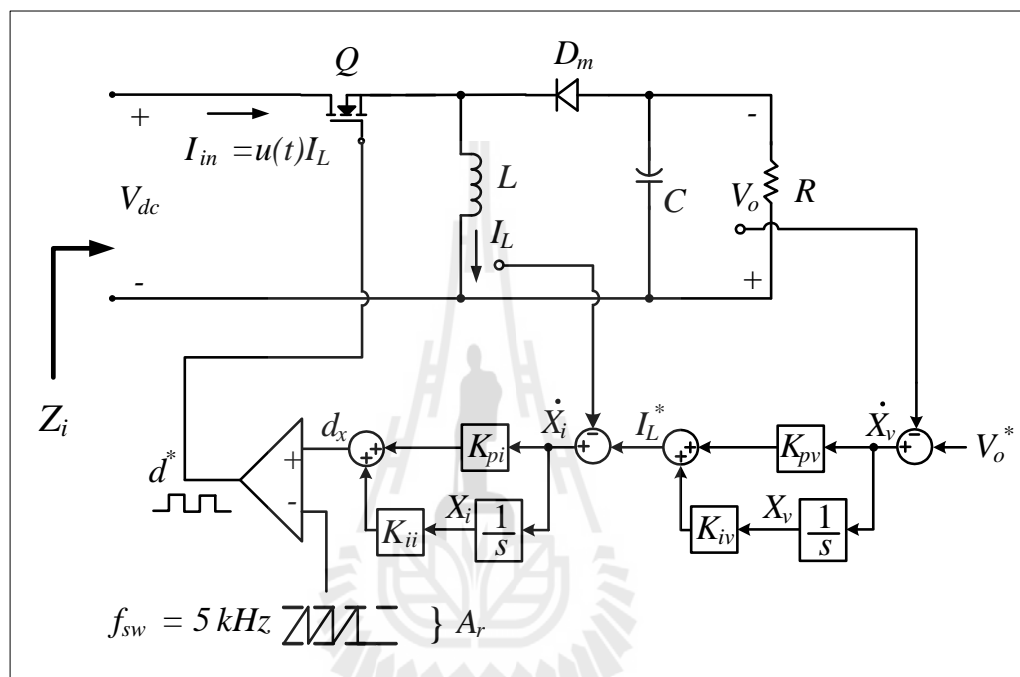 Q
D_m
+
-
I_in = u(t)I_L
V_dc
L
C
V_o
R
I_L
-
+
Z_i
d_x
K_pi
Ẋ_i
I_L^*
K_pv
Ẋ_v
V_o^*
d^*
+
-
+
+
-
+
+
-
+
K_ii
X_i
1/s
K_iv
X_v
1/s
f_sw = 5 kHz } A_r